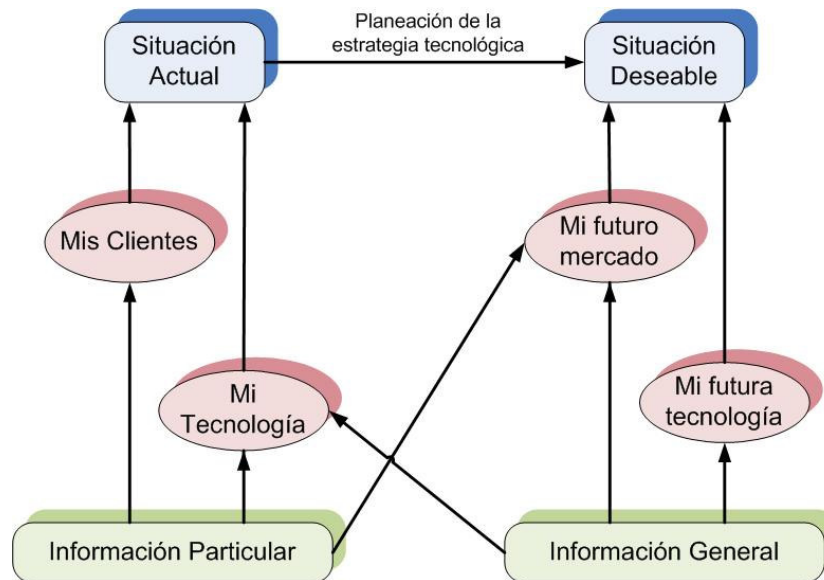 Planeación de la
estrategia tecnológica
Situación
Actual
Situación
Deseable
Mis Clientes
Mi futuro
mercado
Mi
Tecnología
Mi futura
tecnología
Información Particular
Información General